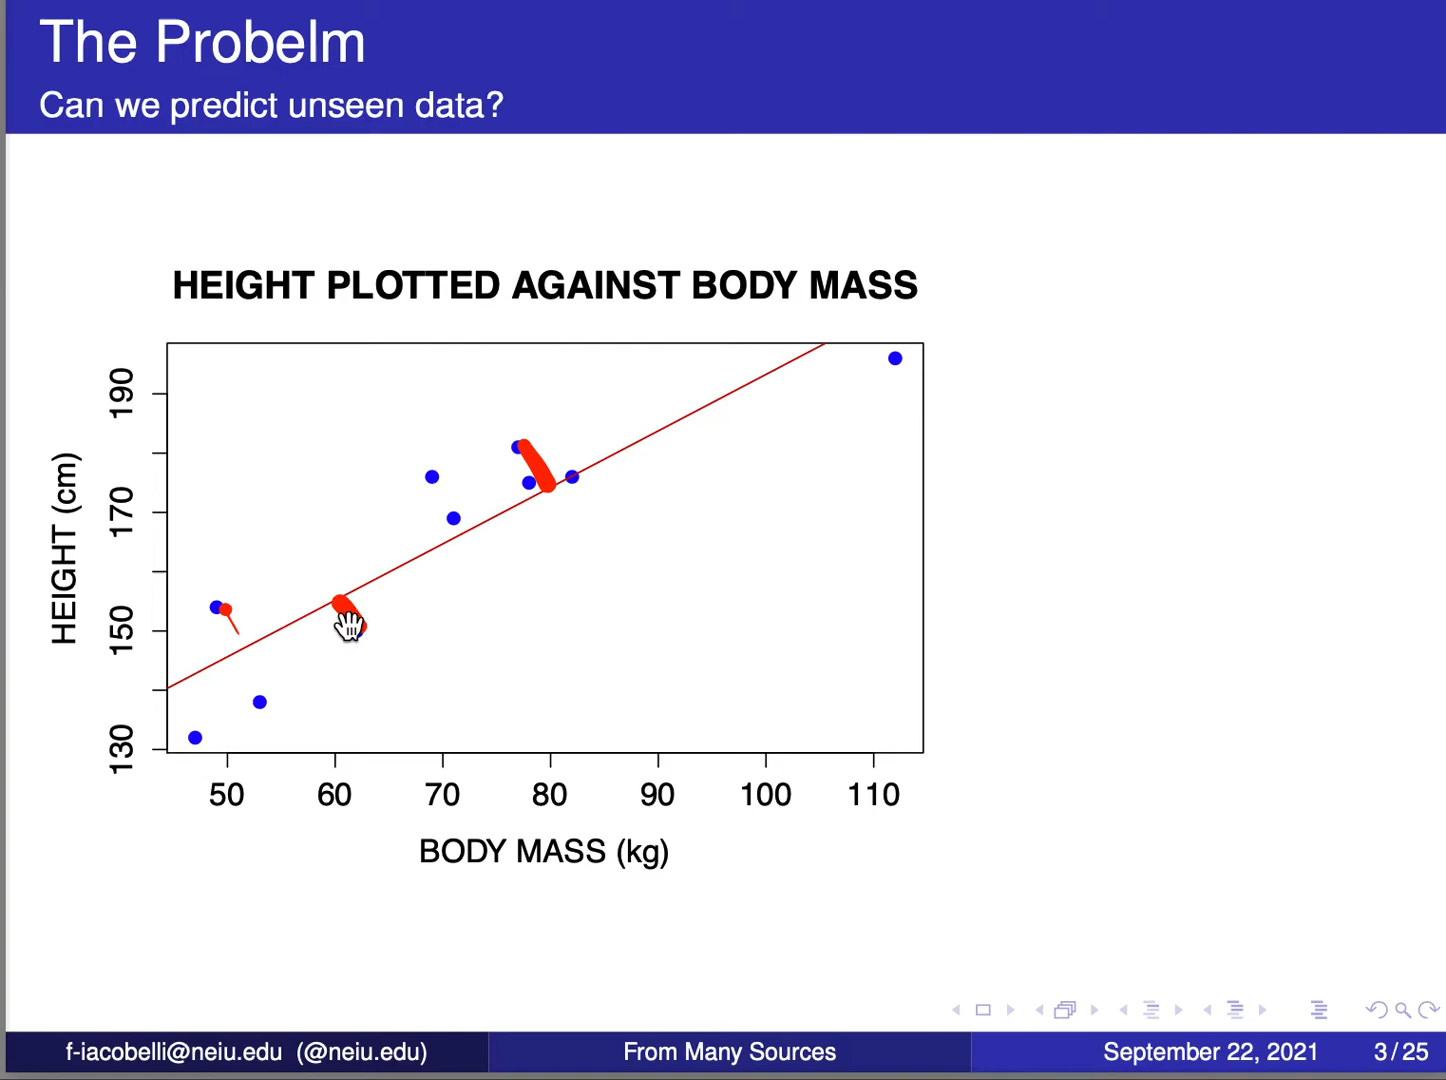 The Probelm
Can we predict unseen data?
HEIGHT PLOTTED AGAINST BODY MASS
HEIGHT (cm)
190
170
150
130
50 60 70 80 90 100 110
BODY MASS (kg)
f-iacobelli@neiu.edu (@neiu.edu) From Many Sources September 22, 2021 3 / 25